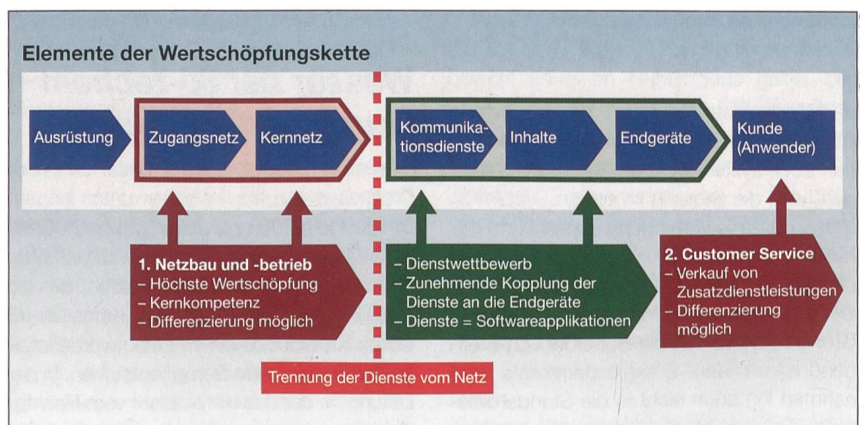 Elemente der Wertschöpfungskette
Ausrüstung
Zugangsnetz
Kernnetz
Kommunika-
tionsdienste
Inhalte
Endgeräte
Kunde
(Anwender)
1. Netzbau und -betrieb
– Höchste Wertschöpfung
– Kernkompetenz
– Differenzierung möglich
– Dienstwettbewerb
– Zunehmende Kopplung der
Dienste an die Endgeräte
– Dienste = Softwareapplikationen
2. Customer Service
– Verkauf von
Zusatzdienstleistungen
– Differenzierung
möglich
Trennung der Dienste vom Netz